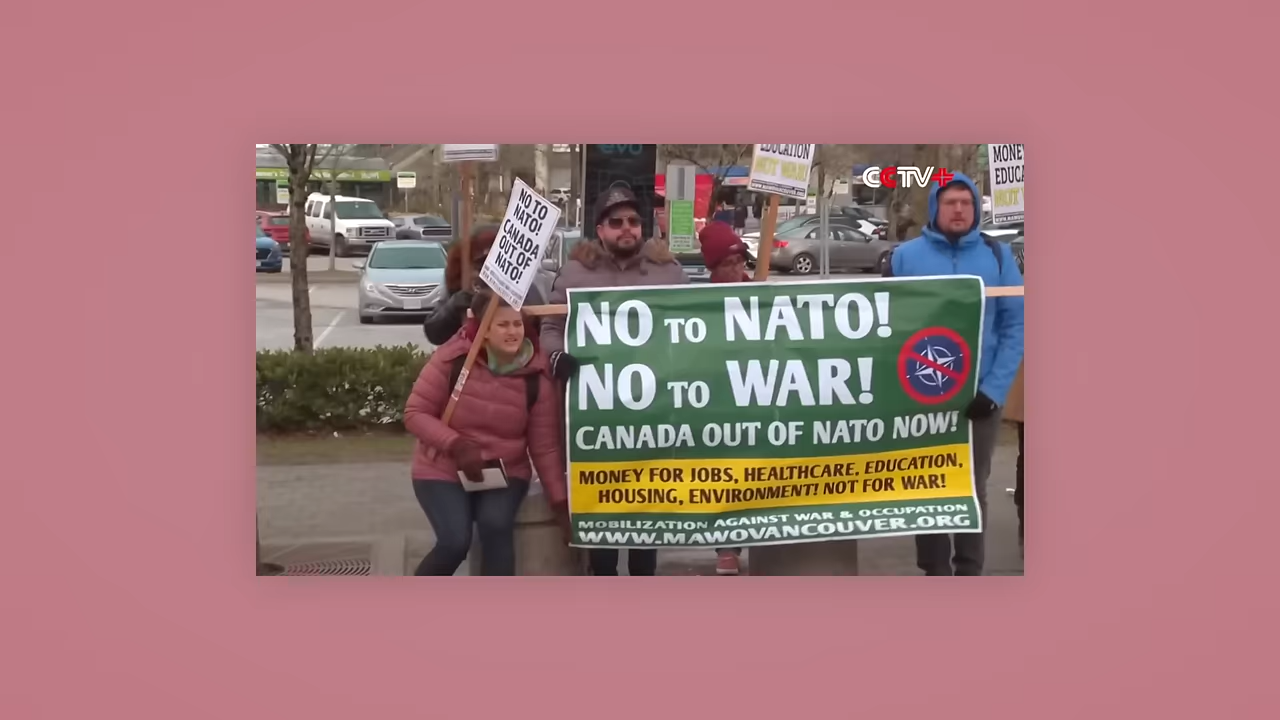 evo
CCTV+
EDUCATION
NOT WAR!
MONEY
EDUCA
NOT
NO TO
NATO!
CANADA
OUT OF
NATO!
NO TO NATO!
NO TO WAR!
CANADA OUT OF NATO NOW!
MONEY FOR JOBS, HEALTHCARE, EDUCATION,
HOUSING, ENVIRONMENT! NOT FOR WAR!
MOBILIZATION AGAINST WAR & OCCUPATION
WWW.MAWOVANCOUVER.ORG